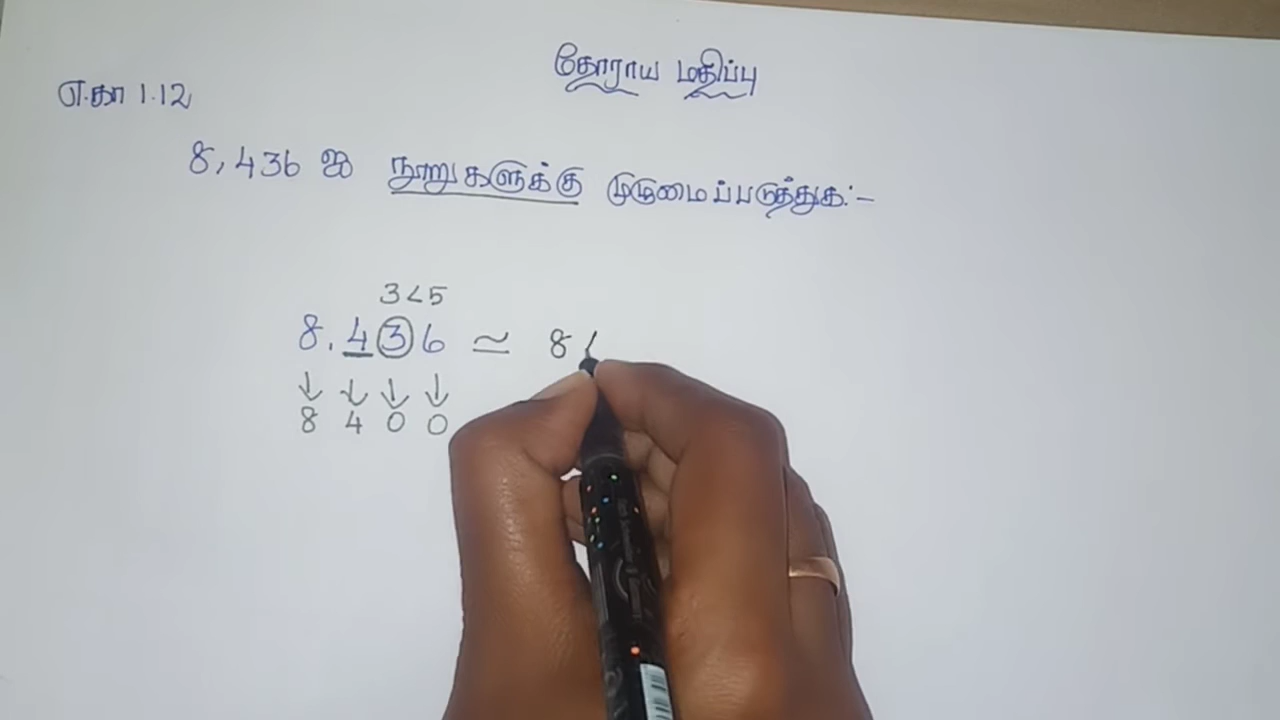 தோராய மதிப்பு
எ.கா 1.12
8,436 ஐ நூறுகளுக்கு முழுமைப்படுத்துக:-
3<5
8.436 ≃ 8
↓ ↓ ↓ ↓
8 4 0 0